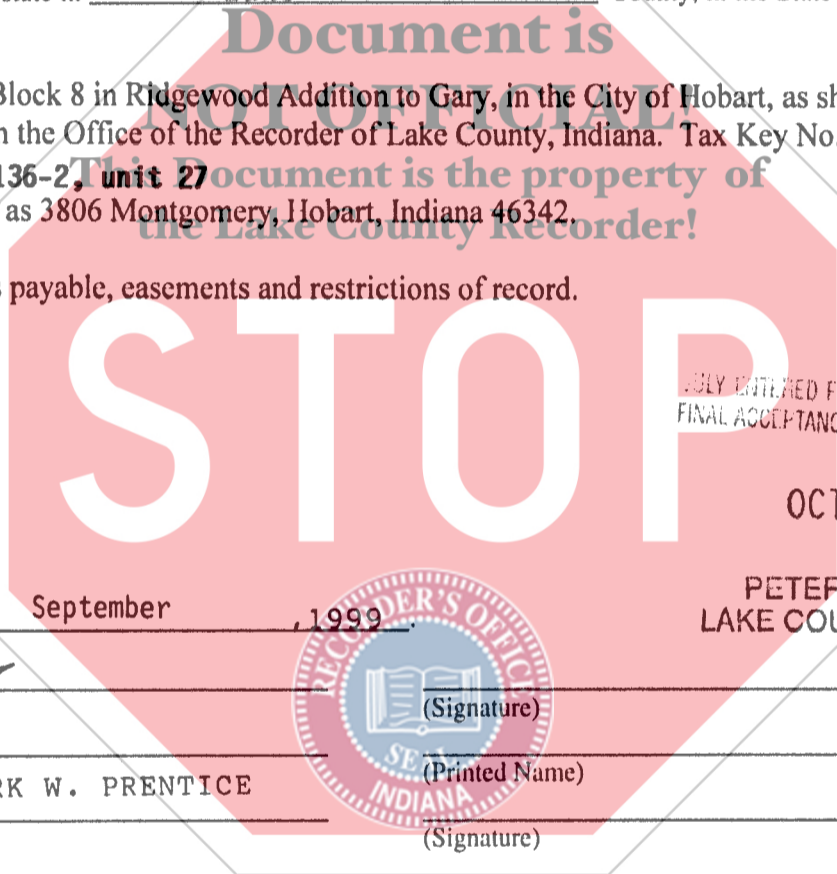 Document is
Block 8 in Ridgewood Addition to Gary, in the City of Hobart, as sh
NOT OFFICIAL!
n the Office of the Recorder of Lake County, Indiana. Tax Key No.
136-2, unit 27
This Document is the property of
as 3806 Montgomery, Hobart, Indiana 46342.
the Lake County Recorder!
s payable, easements and restrictions of record.
STOP
FINAL ACCEPTANC
OCT
PETER
September , 1999 .
LAKE COU
RECORDER'S OFFICE
(Signature)
SEAL
(Printed Name)
RK W. PRENTICE
INDIANA
(Signature)